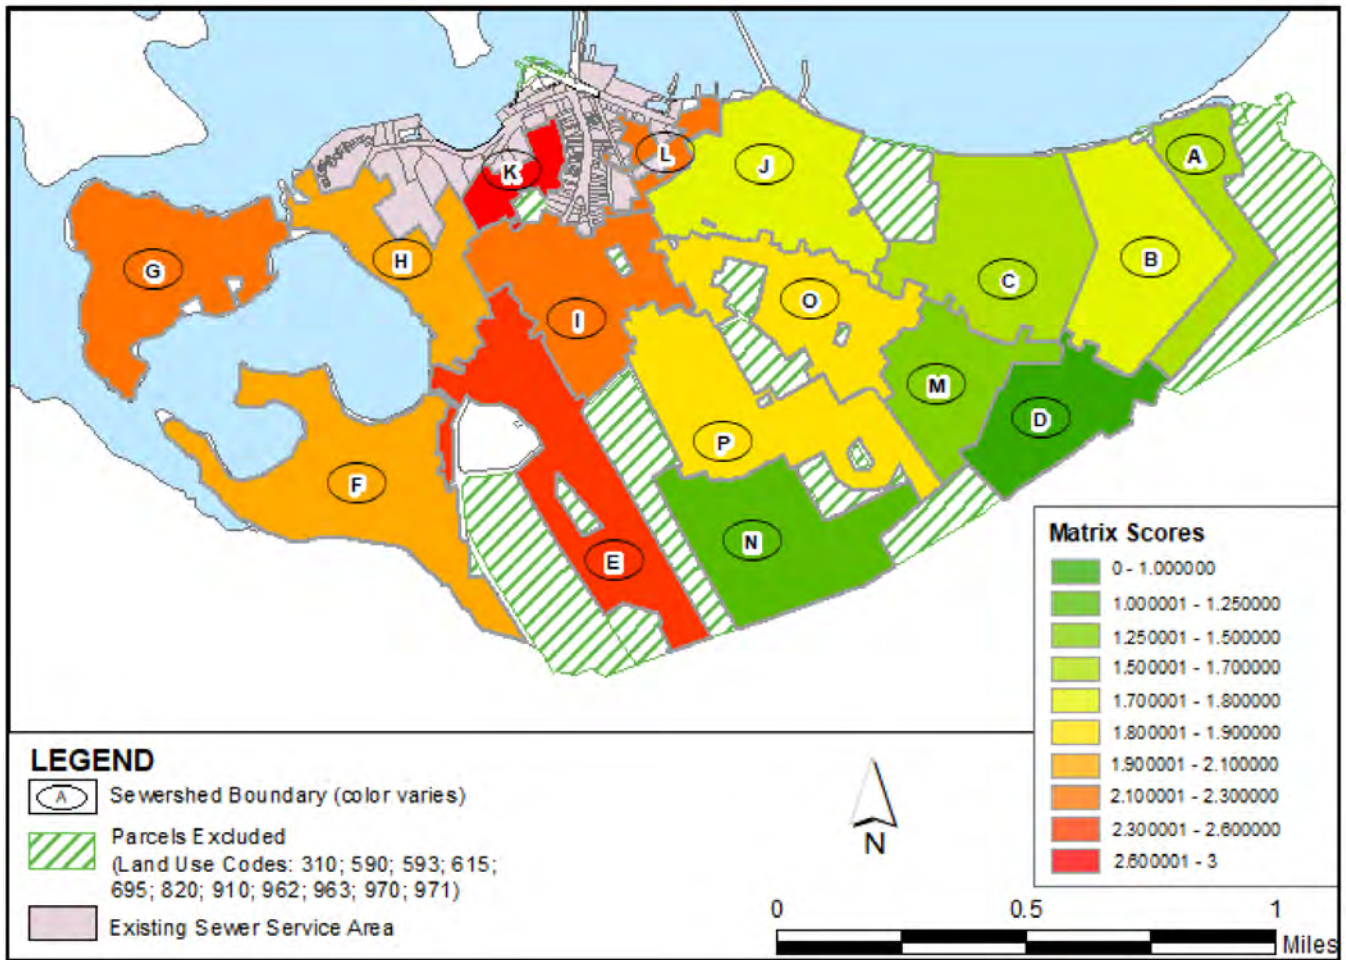 A
L
J
K
B
G
H
C
O
I
M
D
P
F
N
E
Matrix Scores
0 - 1.000000
1.000001 - 1.250000
1.250001 - 1.500000
1.500001 - 1.700000
1.700001 - 1.800000
1.800001 - 1.900000
1.900001 - 2.100000
2.100001 - 2.300000
2.300001 - 2.600000
2.600001 - 3
LEGEND
A Sewershed Boundary (color varies)
Parcels Excluded
(Land Use Codes: 310; 590; 593; 615;
695; 820; 910; 962; 963; 970; 971)
Existing Sewer Service Area
N
0 0.5 1
Miles